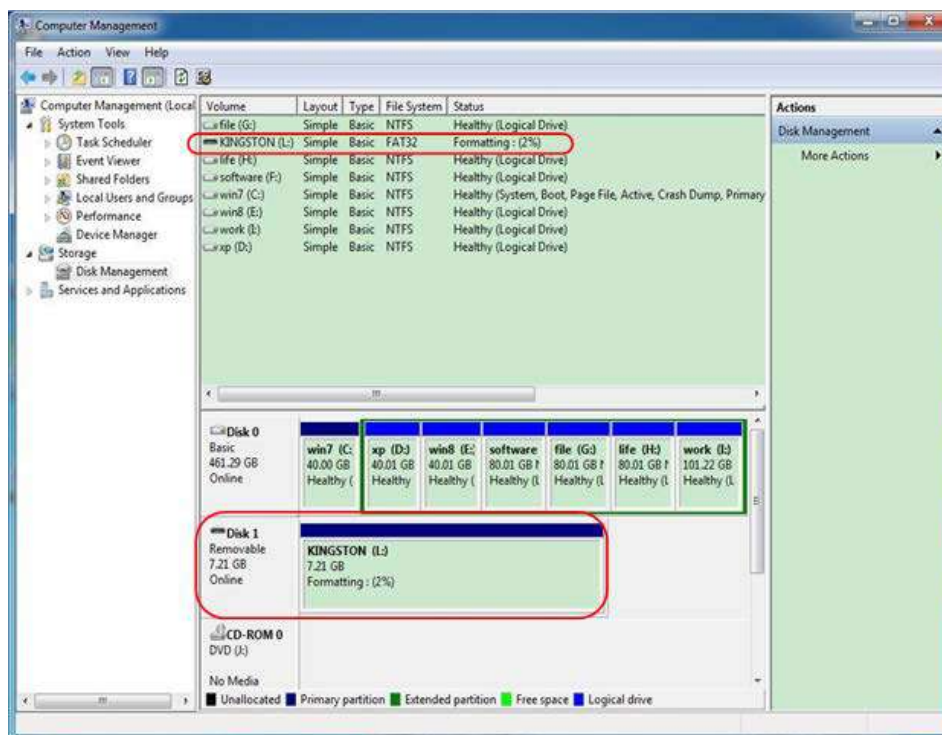 Computer Management
File Action View Help
Computer Management (Local
System Tools
Task Scheduler
Event Viewer
Shared Folders
Local Users and Groups
Performance
Device Manager
Storage
Disk Management
Services and Applications
Volume Layout Type File System Status
file (G:) Simple Basic NTFS Healthy (Logical Drive)
KINGSTON (L:) Simple Basic FAT32 Formatting : (2%)
life (H:) Simple Basic NTFS Healthy (Logical Drive)
software (F:) Simple Basic NTFS Healthy (Logical Drive)
win7 (C:) Simple Basic NTFS Healthy (System, Boot, Page File, Active, Crash Dump, Primary
win8 (E:) Simple Basic NTFS Healthy (Logical Drive)
work (I:) Simple Basic NTFS Healthy (Logical Drive)
xp (D:) Simple Basic NTFS Healthy (Logical Drive)
Disk 0
Basic
461.29 GB
Online
win7 (C:
40.00 GB
Healthy (
xp (D:)
40.01 GB
Healthy
win8 (E:
40.01 GB
Healthy (
software
80.01 GB
Healthy (L
file (G:)
80.01 GB
Healthy (L
life (H:)
80.01 GB
Healthy (L
work (I:)
101.22 GB
Healthy (L
Disk 1
Removable
7.21 GB
Online
KINGSTON (L:)
7.21 GB
Formatting : (2%)
CD-ROM 0
DVD (J:)
No Media
Unallocated Primary partition Extended partition Free space Logical drive
Actions
Disk Management
More Actions